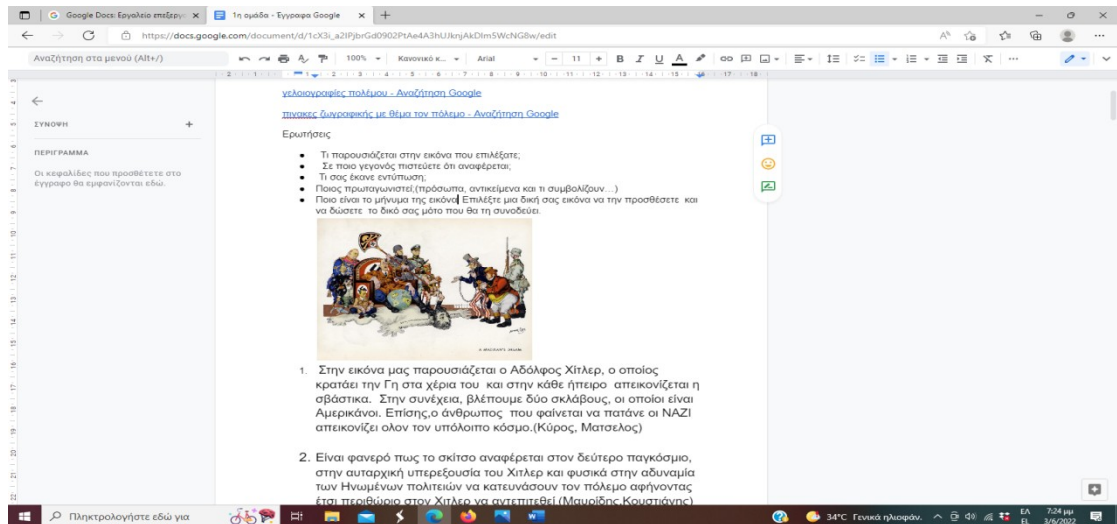 Google Docs: Εργαλείο επεξεργ
1η ομάδα - Έγγραφα Google
https://docs.google.com/document/d/1cX3i_a2IPjbrGd0902PtAe4A3hUJknjAkDIm5WcNG8w/edit
Αναζήτηση στα μενού (Alt+/)
100%
Κανονικό κ...
Arial
11
γελοιογραφίες πολέμου - Αναζήτηση Google
πινακες ζωγραφικής με θέμα τον πόλεμο - Αναζήτηση Google
ΣΥΝΟΨΗ
Ερωτήσεις
ΠΕΡΙΓΡΑΜΜΑ
Οι κεφαλίδες που προσθέτετε στο
έγγραφο θα εμφανίζονται εδώ.
● Τι παρουσιάζεται στην εικόνα που επιλέξατε;
● Σε ποιο γεγονός πιστεύετε ότι αναφέρεται;
● Τι σας έκανε εντύπωση;
● Ποιος πρωταγωνιστεί;(πρόσωπα, αντικείμενα και τι συμβολίζουν…)
● Ποιο είναι το μήνυμα της εικόνα Επιλέξτε μια δική σας εικόνα να την προσθέσετε και
να δώσετε το δικό σας μότο που θα τη συνοδεύει.
1. Στην εικόνα μας παρουσιάζεται ο Αδόλφος Χίτλερ, ο οποίος
κρατάει την Γη στα χέρια του και στην κάθε ήπειρο απεικονίζεται η
σβάστικα. Στην συνέχεια, βλέπουμε δύο σκλάβους, οι οποίοι είναι
Αμερικάνοι. Επίσης,ο άνθρωπος που φαίνεται να πατάνε οι ΝΑΖΙ
απεικονίζει ολον τον υπόλοιπο κόσμο.(Κύρος, Ματσελος)
2. Είναι φανερό πως το σκίτσο αναφέρεται στον δεύτερο παγκόσμιο,
στην αυταρχική υπερεξουσία του Χιτλερ και φυσικά στην αδυναμία
των Ηνωμένων πολιτειών να κατευνάσουν τον πόλεμο αφήνοντας
έτσι περιθώριο στον Χιτλερ να αντεπιτεθεί.(Μαυρίδης,Κουστιάνης)
Πληκτρολογήστε εδώ για
34°C Γενικά ηλιοφάν.
ΕΛ
EL
7:24 μμ
3/6/2022